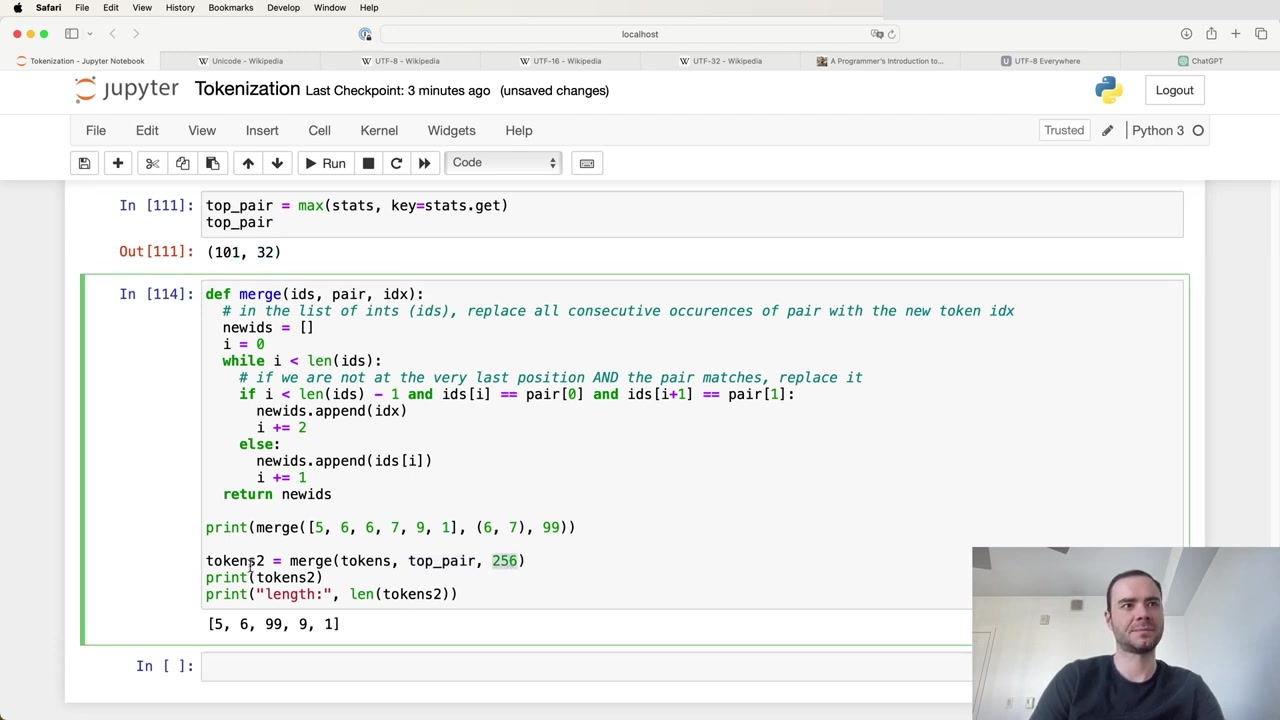 Safari File Edit View History Bookmarks Develop Window Help
localhost
Tokenization - Jupyter Notebook Unicode - Wikipedia UTF-8 - Wikipedia UTF-16 - Wikipedia UTF-32 - Wikipedia A Programmer's Introduction to... UTF-8 Everywhere ChatGPT
jupyter Tokenization Last Checkpoint: 3 minutes ago (unsaved changes) Logout
File Edit View Insert Cell Kernel Widgets Help Trusted Python 3
Run Code
In [111]: top_pair = max(stats, key=stats.get)
top_pair
Out[111]: (101, 32)
In [114]: def merge(ids, pair, idx):
# in the list of ints (ids), replace all consecutive occurences of pair with the new token idx
newids = []
i = 0
while i < len(ids):
# if we are not at the very last position AND the pair matches, replace it
if i < len(ids) - 1 and ids[i] == pair[0] and ids[i+1] == pair[1]:
newids.append(idx)
i += 2
else:
newids.append(ids[i])
i += 1
return newids
print(merge([5, 6, 6, 7, 9, 1], (6, 7), 99))
tokens2 = merge(tokens, top_pair, 256)
print(tokens2)
print("length:", len(tokens2))
[5, 6, 99, 9, 1]
In [ ]: